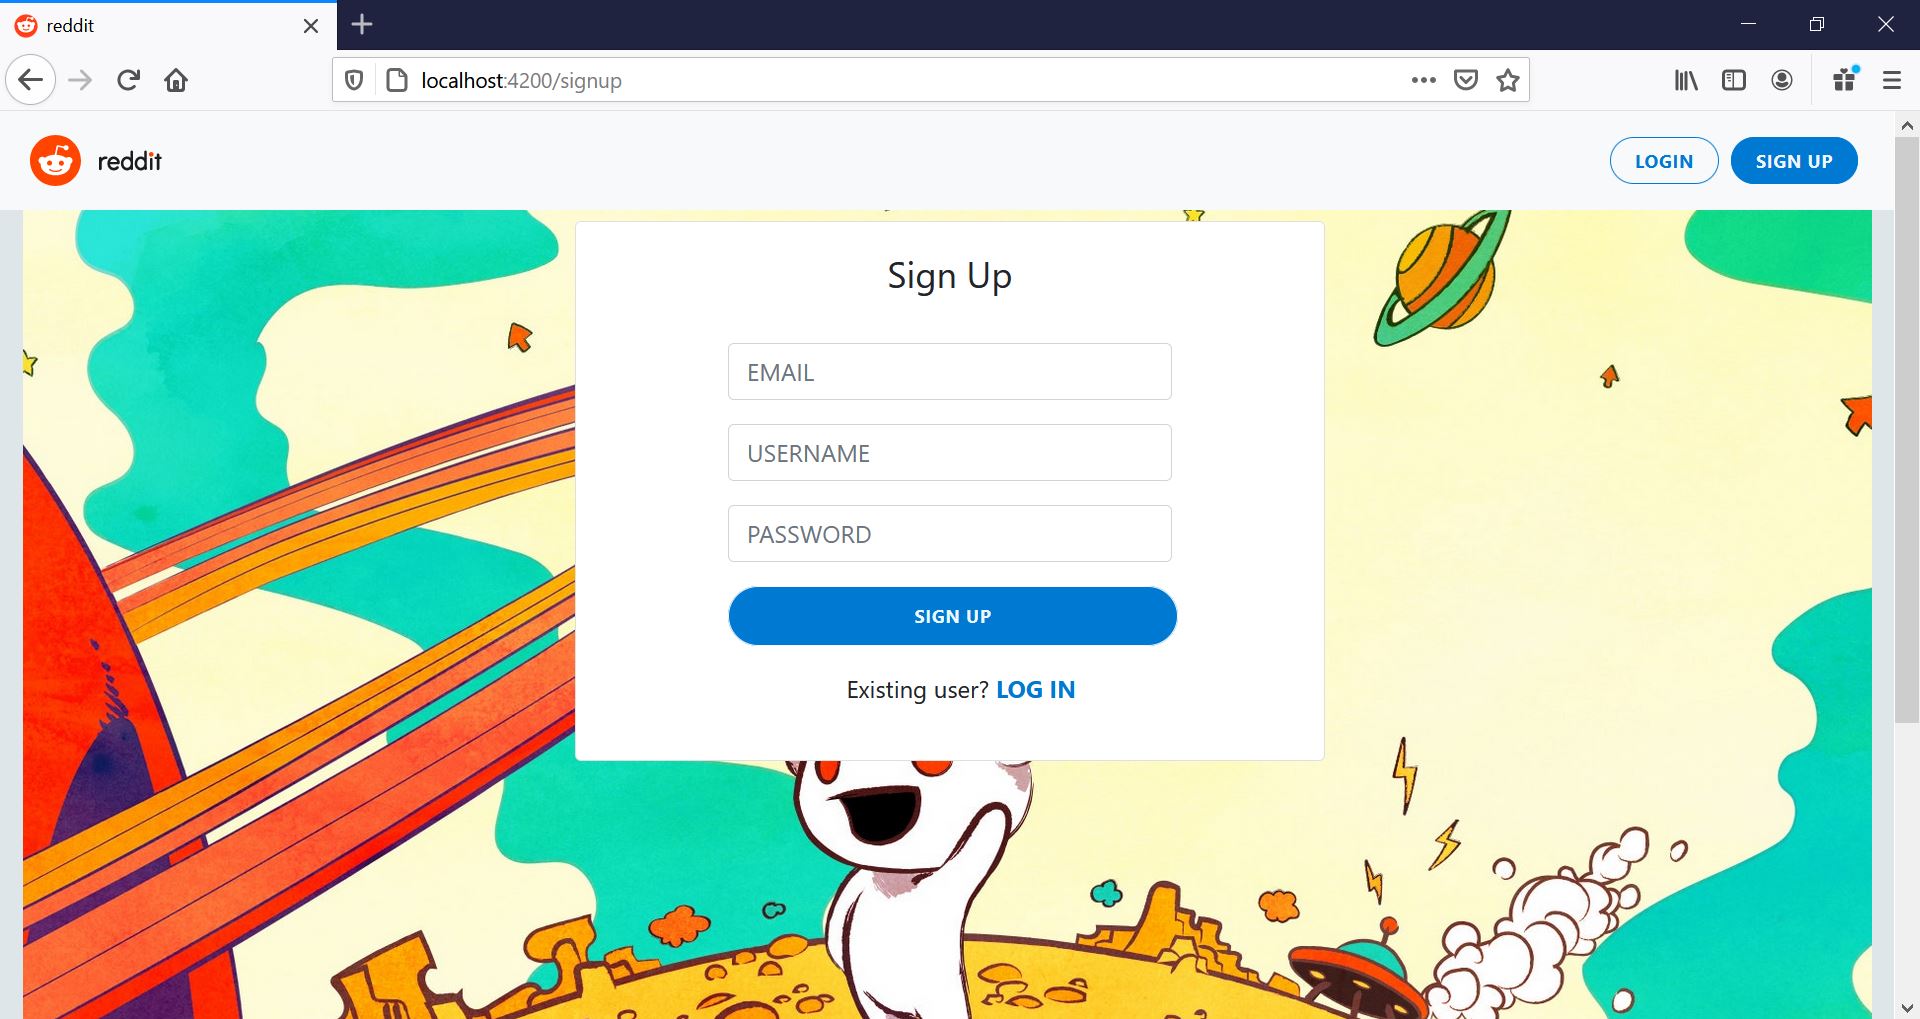 reddit
localhost:4200/signup
reddit
LOGIN
SIGN UP
Sign Up
EMAIL
USERNAME
PASSWORD
SIGN UP
Existing user? LOG IN